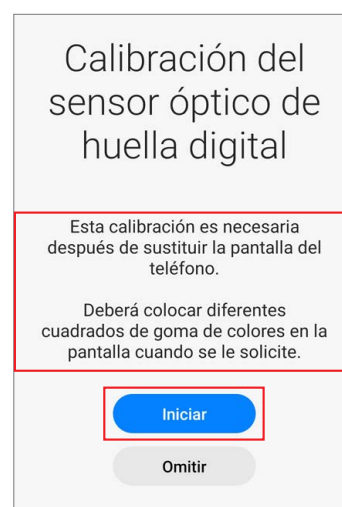 Calibración del
sensor óptico de
huella digital
Esta calibración es necesaria
después de sustituir la pantalla del
teléfono.
Deberá colocar diferentes
cuadrados de goma de colores en la
pantalla cuando se le solicite.
Iniciar
Omitir